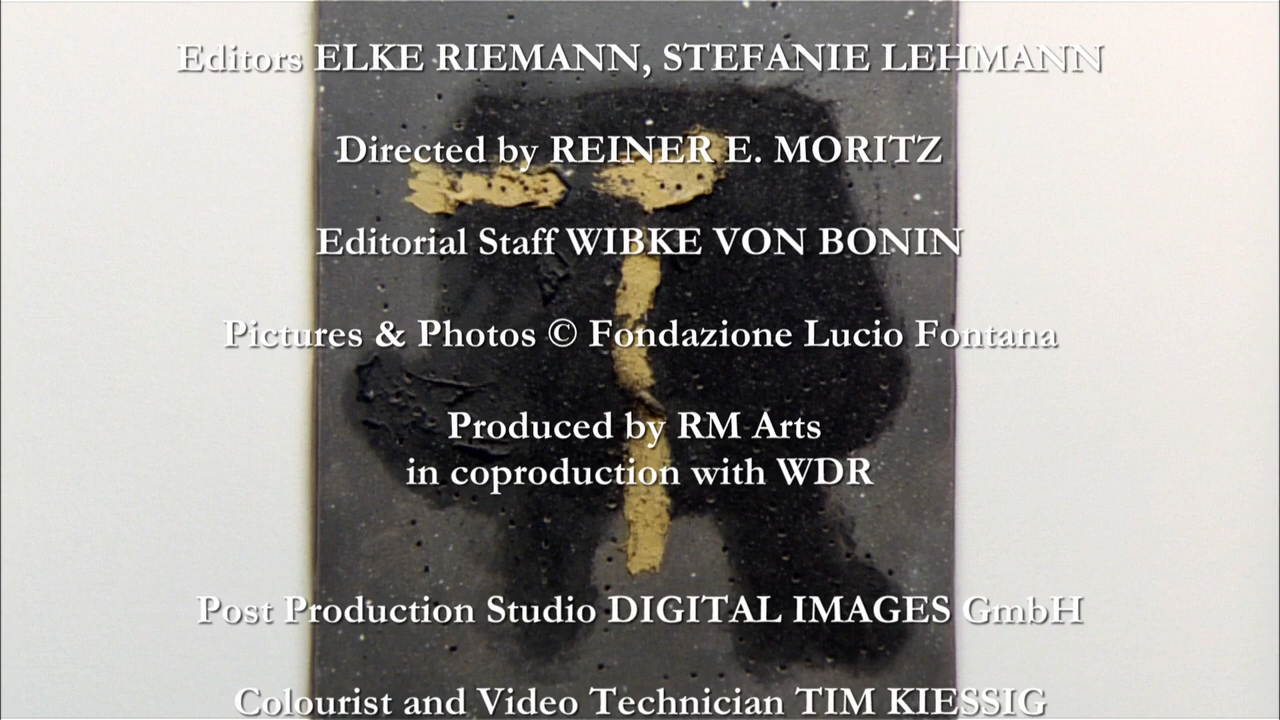 Editors ELKE RIEMANN, STEFANIE LEHMANN
Directed by REINER E. MORITZ
Editorial Staff WIBKE VON BONIN
Pictures & Photos © Fondazione Lucio Fontana
Produced by RM Arts
in coproduction with WDR
Post Production Studio DIGITAL IMAGES GmbH
Colourist and Video Technician TIM KIESSIG